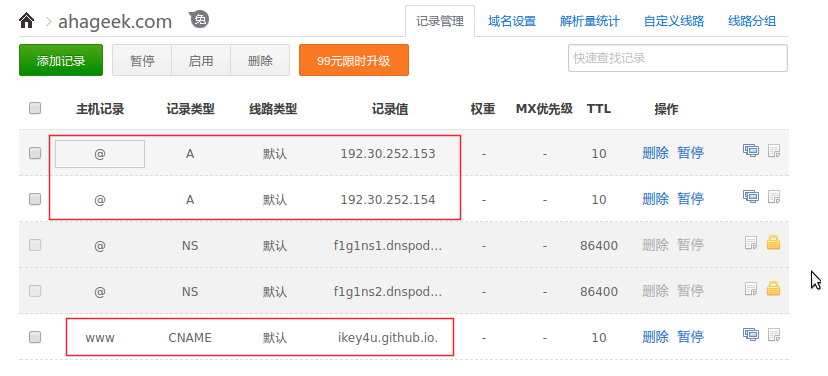 ahageek.com 免
记录管理 域名设置 解析量统计 自定义线路 线路分组
添加记录 暂停 启用 删除 99元限时升级 快速查找记录
主机记录 记录类型 线路类型 记录值 权重 MX优先级 TTL 操作
@ A 默认 192.30.252.153 - - 10 删除 暂停
@ A 默认 192.30.252.154 - - 10 删除 暂停
@ NS 默认 f1g1ns1.dnspod... - - 86400 删除 暂停
@ NS 默认 f1g1ns2.dnspod... - - 86400 删除 暂停
www CNAME 默认 ikey4u.github.io. - - 10 删除 暂停